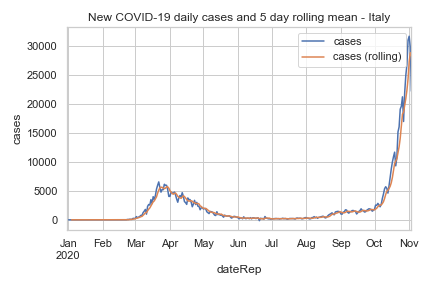 New COVID-19 daily cases and 5 day rolling mean - Italy
cases
cases (rolling)
30000
25000
20000
15000
10000
5000
0
cases
Jan Feb Mar Apr May Jun Jul Aug Sep Oct Nov
2020
dateRep